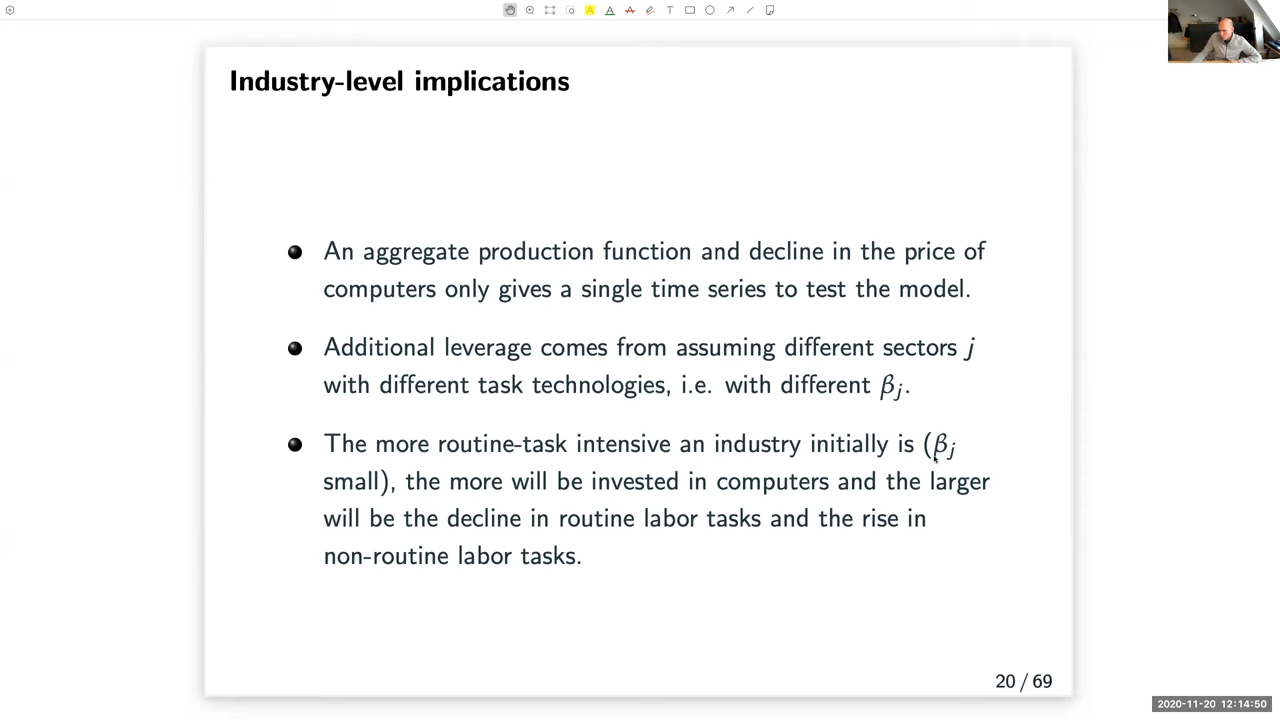 Industry-level implications
An aggregate production function and decline in the price of
computers only gives a single time series to test the model.
Additional leverage comes from assuming different sectors j
with different task technologies, i.e. with different βj.
The more routine-task intensive an industry initially is (βj
small), the more will be invested in computers and the larger
will be the decline in routine labor tasks and the rise in
non-routine labor tasks.
20 / 69
2020-11-20 12:14:50